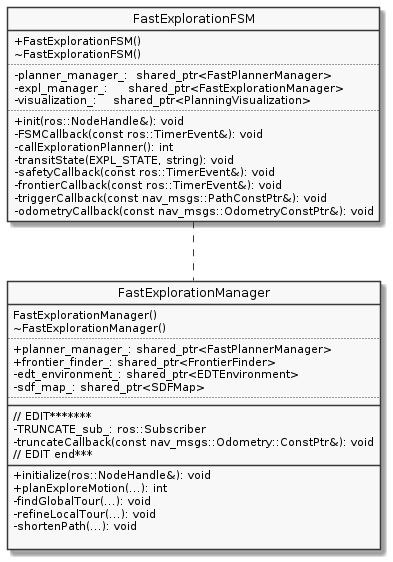 FastExplorationFSM
+FastExplorationFSM()
~FastExplorationFSM()
-planner_manager_: shared_ptr<FastPlannerManager>
-expl_manager_: shared_ptr<FastExplorationManager>
-visualization_: shared_ptr<PlanningVisualization>
+init(ros::NodeHandle&): void
-FSMCallback(const ros::TimerEvent&): void
-callExplorationPlanner(): int
-transitState(EXPL_STATE, string): void
-safetyCallback(const ros::TimerEvent&): void
-frontierCallback(const ros::TimerEvent&): void
-triggerCallback(const nav_msgs::PathConstPtr&): void
-odometryCallback(const nav_msgs::OdometryConstPtr&): void
FastExplorationManager
FastExplorationManager()
~FastExplorationManager()
+planner_manager_: shared_ptr<FastPlannerManager>
+frontier_finder_: shared_ptr<FrontierFinder>
-edt_environment_: shared_ptr<EDTEnvironment>
-sdf_map_: shared_ptr<SDFMap>
// EDIT*******
-TRUNCATE_sub_: ros::Subscriber
-truncateCallback(const nav_msgs::Odometry::ConstPtr&): void
// EDIT end***
+initialize(ros::NodeHandle&): void
+planExploreMotion(...): int
-findGlobalTour(...): void
-refineLocalTour(...): void
-shortenPath(...): void